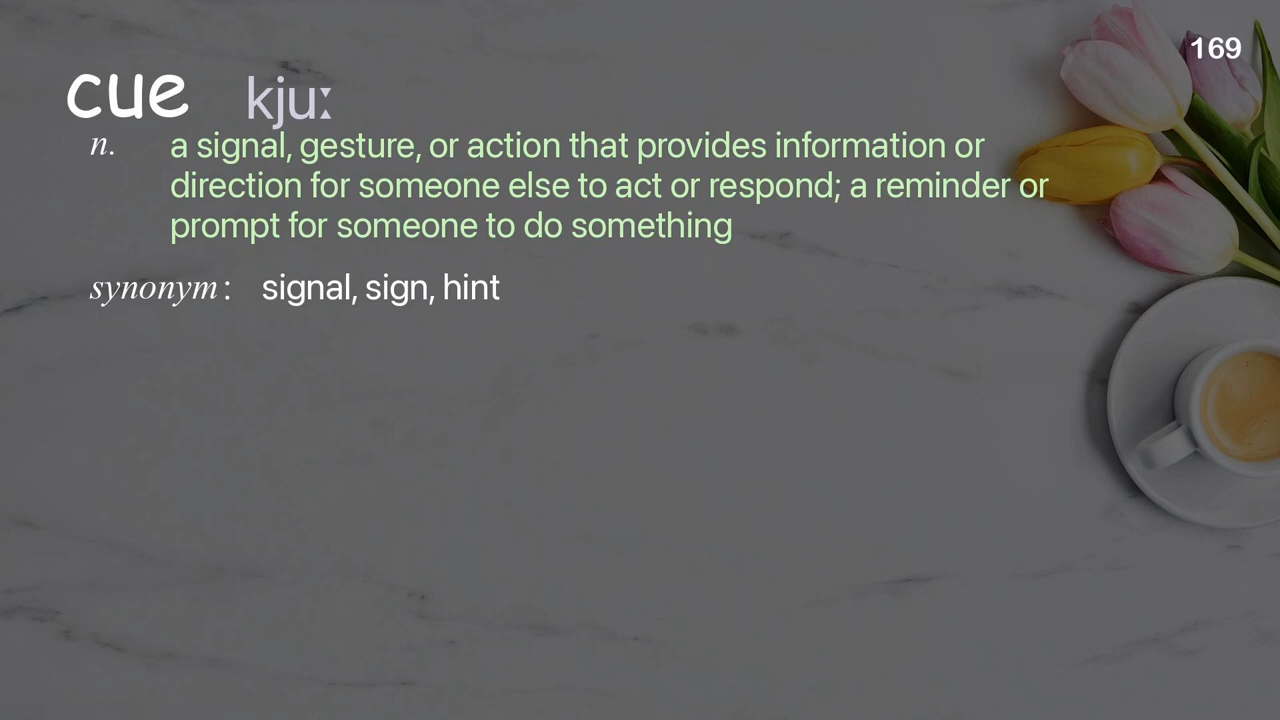 169
cue kjuː
n. a signal, gesture, or action that provides information or
direction for someone else to act or respond; a reminder or
prompt for someone to do something
synonym: signal, sign, hint